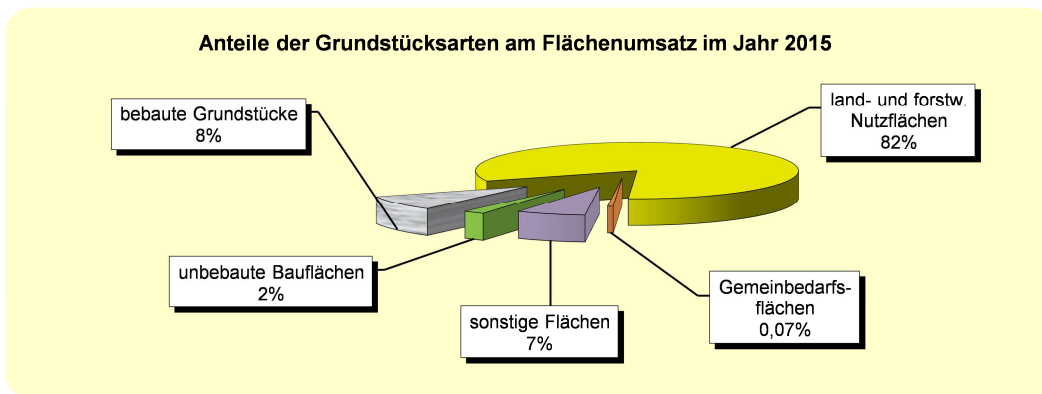 Anteile der Grundstücksarten am Flächenumsatz im Jahr 2015
bebaute Grundstücke
8%
land- und forstw.
Nutzflächen
82%
unbebaute Bauflächen
2%
sonstige Flächen
7%
Gemeinbedarfs-
flächen
0,07%